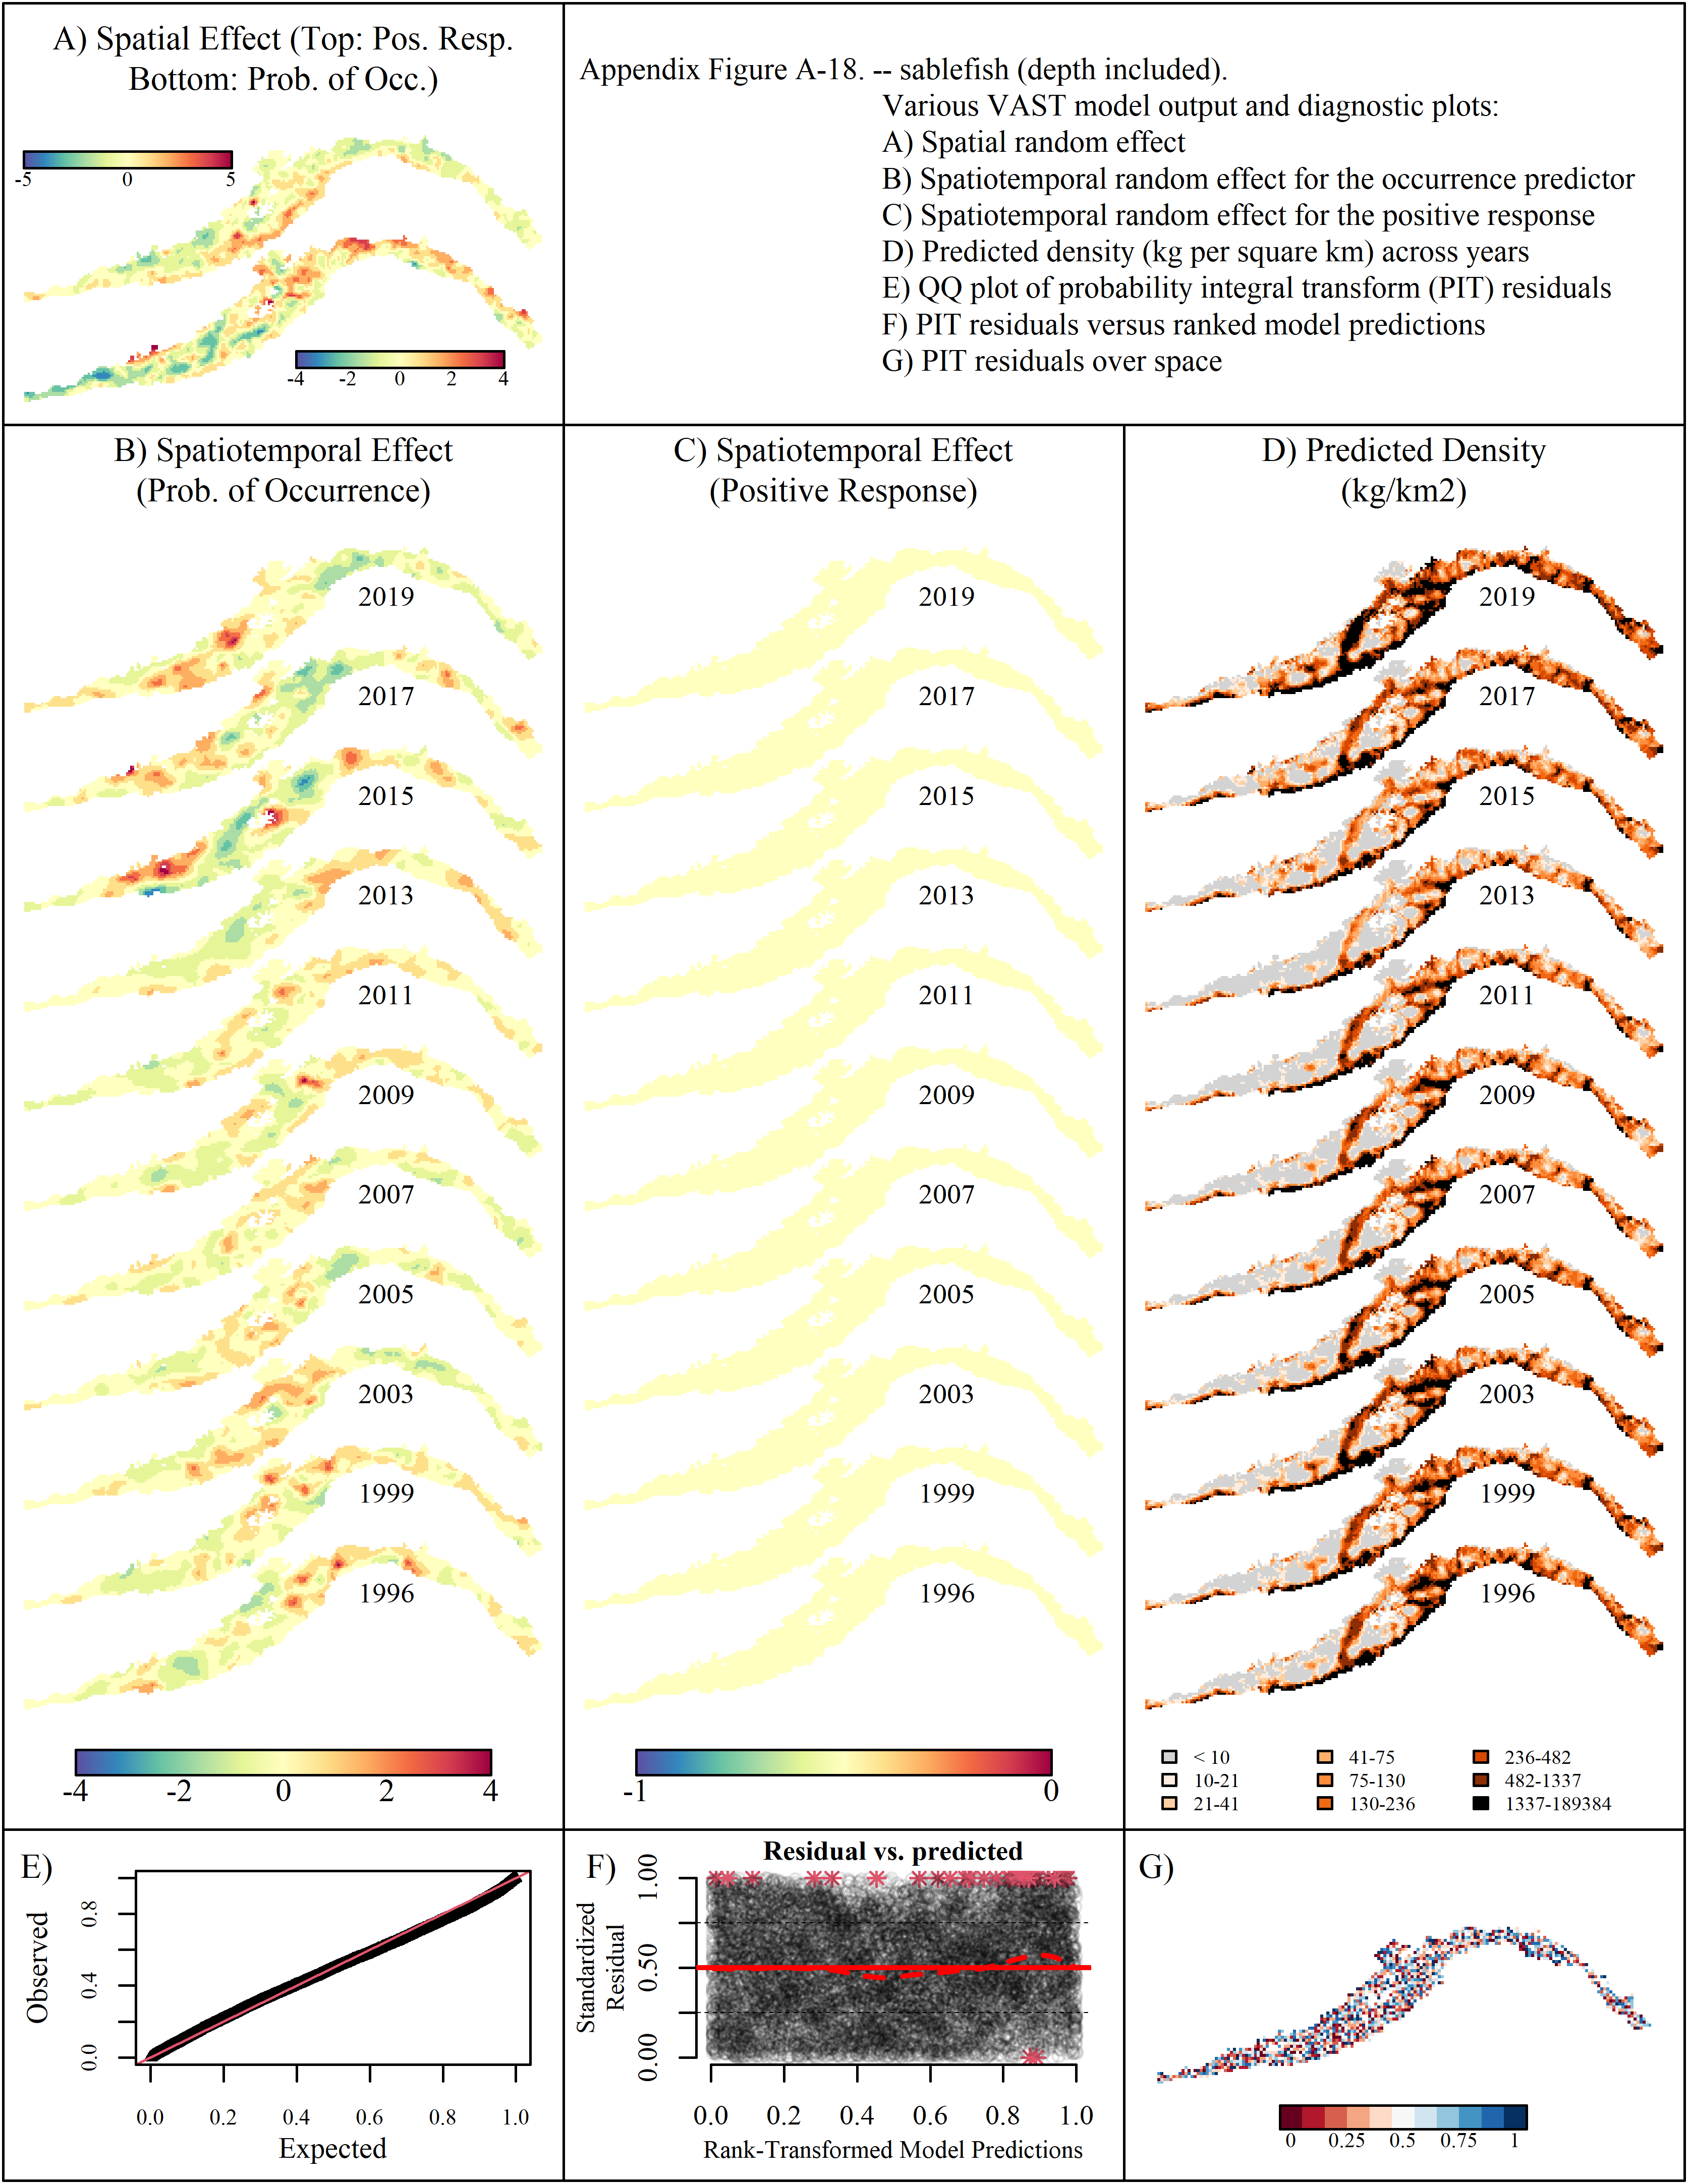 A) Spatial Effect (Top: Pos. Resp.
Bottom: Prob. of Occ.)
-5 0 5
-4 -2 0 2 4
Appendix Figure A-18. -- sablefish (depth included).
Various VAST model output and diagnostic plots:
A) Spatial random effect
B) Spatiotemporal random effect for the occurrence predictor
C) Spatiotemporal random effect for the positive response
D) Predicted density (kg per square km) across years
E) QQ plot of probability integral transform (PIT) residuals
F) PIT residuals versus ranked model predictions
G) PIT residuals over space
B) Spatiotemporal Effect
(Prob. of Occurrence)
2019
2017
2015
2013
2011
2009
2007
2005
2003
1999
1996
-4 -2 0 2 4
C) Spatiotemporal Effect
(Positive Response)
2019
2017
2015
2013
2011
2009
2007
2005
2003
1999
1996
-1 0
D) Predicted Density
(kg/km2)
2019
2017
2015
2013
2011
2009
2007
2005
2003
1999
1996
< 10 41-75 236-482
10-21 75-130 482-1337
21-41 130-236 1337-189384
E)
Observed
0.0 0.4 0.8
0.0 0.2 0.4 0.6 0.8 1.0
Expected
F)
Residual vs. predicted
Standardized
Residual
0.00 0.50 1.00
0.0 0.2 0.4 0.6 0.8 1.0
Rank-Transformed Model Predictions
G)
0 0.25 0.5 0.75 1